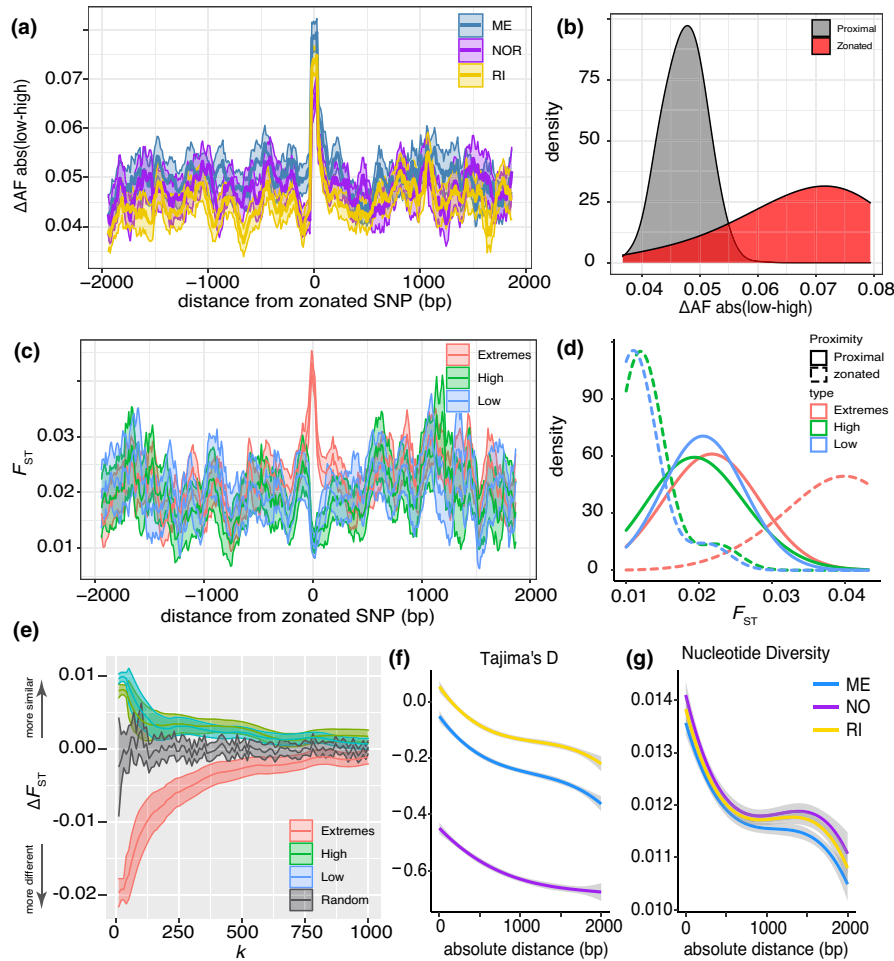 (a)
ΔAF abs(low-high)
0.07
0.06
0.05
0.04
ME
NOR
RI
−2000
−1000
0
1000
2000
distance from zonated SNP (bp)
(b)
density
75
50
25
0
Proximal
Zonated
0.04
0.05
0.06
0.07
0.08
ΔAF abs(low-high)
(c)
FST
0.03
0.02
0.01
Extremes
High
Low
−2000
−1000
0
1000
2000
distance from zonated SNP (bp)
(d)
density
90
60
30
0
Proximity
Proximal
zonated
type
Extremes
High
Low
0.01
0.02
0.03
0.04
FST
(e)
more similar
ΔFST
more different
0.01
0.00
-0.01
-0.02
Extremes
High
Low
Random
0
250
500
750
1000
k
(f)
Tajima's D
0.0
−0.2
−0.4
−0.6
0
500
1000
1500
2000
absolute distance (bp)
(g)
Nucleotide Diversity
0.014
0.013
0.012
0.011
0.010
ME
NO
RI
0
1000
2000
absolute distance (bp)